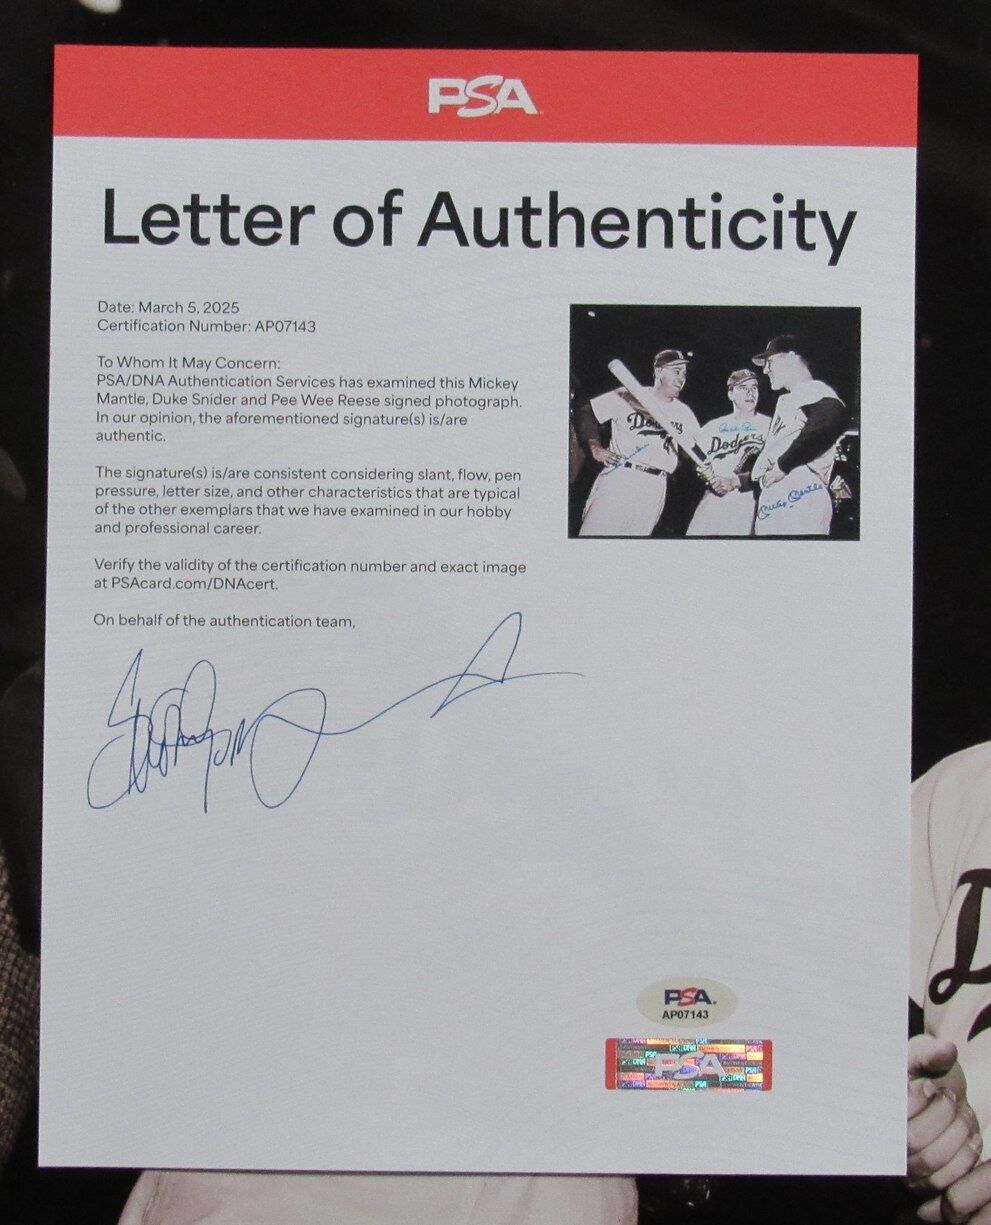 PSA
Letter of Authenticity
Date: March 5, 2025
Certification Number: AP07143
To Whom It May Concern:
PSA/DNA Authentication Services has examined this Mickey
Mantle, Duke Snider and Pee Wee Reese signed photograph.
In our opinion, the aforementioned signature(s) is/are
authentic.
The signature(s) is/are consistent considering slant, flow, pen
pressure, letter size, and other characteristics that are typical
of the other exemplars that we have examined in our hobby
and professional career.
Verify the validity of the certification number and exact image
at PSAcard.com/DNAcert.
On behalf of the authentication team,
Dodgers
Dodgers
Mickey Mantle
PSA
AP07143
PSA
D